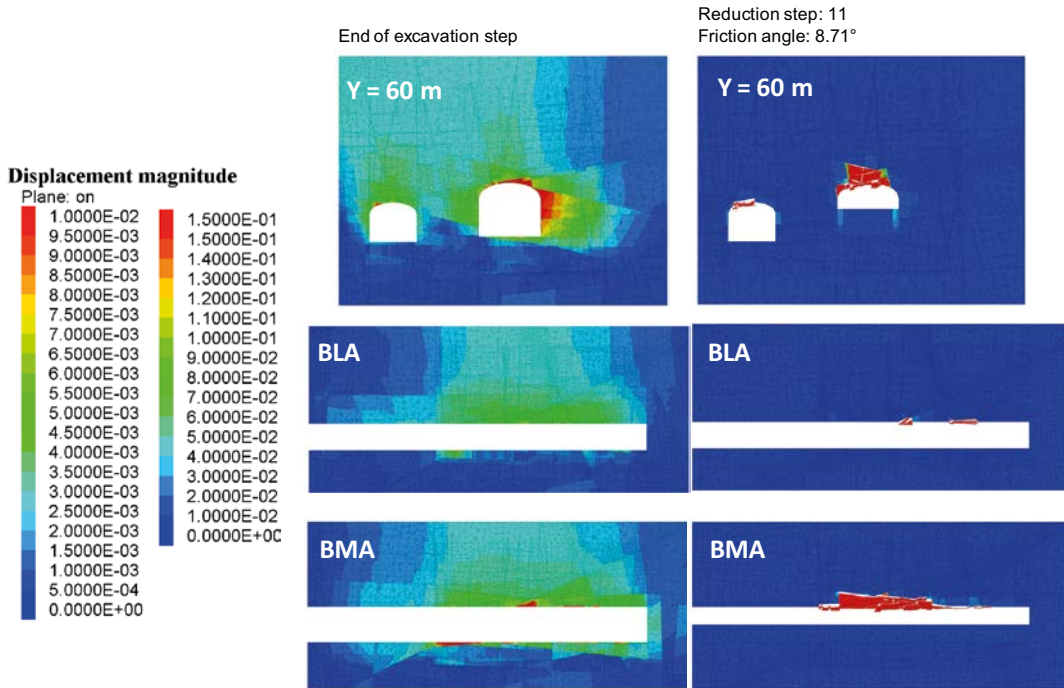 End of excavation step
Reduction step: 11
Friction angle: 8.71°
Y = 60 m
Y = 60 m
Displacement magnitude
Plane: on
1.0000E-02
9.5000E-03
9.0000E-03
8.5000E-03
8.0000E-03
7.5000E-03
7.0000E-03
6.5000E-03
6.0000E-03
5.5000E-03
5.0000E-03
4.5000E-03
4.0000E-03
3.5000E-03
3.0000E-03
2.5000E-03
2.0000E-03
1.5000E-03
1.0000E-03
5.0000E-04
0.0000E+00
1.5000E-01
1.5000E-01
1.4000E-01
1.3000E-01
1.2000E-01
1.1000E-01
1.0000E-01
9.0000E-02
8.0000E-02
7.0000E-02
6.0000E-02
5.0000E-02
4.0000E-02
3.0000E-02
2.0000E-02
1.0000E-02
0.0000E+00
BLA
BLA
BMA
BMA